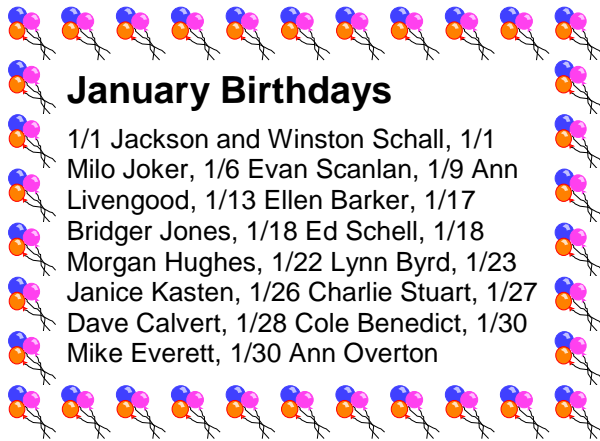 January Birthdays
1/1 Jackson and Winston Schall, 1/1
Milo Joker, 1/6 Evan Scanlan, 1/9 Ann
Livengood, 1/13 Ellen Barker, 1/17
Bridger Jones, 1/18 Ed Schell, 1/18
Morgan Hughes, 1/22 Lynn Byrd, 1/23
Janice Kasten, 1/26 Charlie Stuart, 1/27
Dave Calvert, 1/28 Cole Benedict, 1/30
Mike Everett, 1/30 Ann Overton